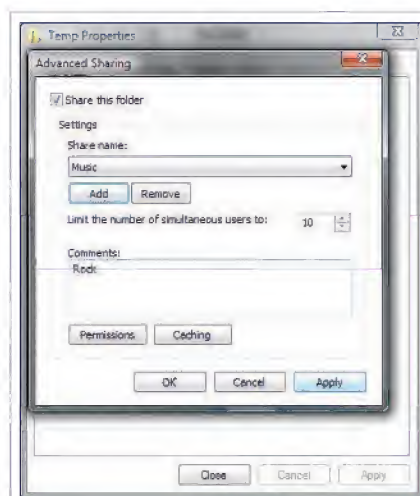 Temp Properties
Advanced Sharing
Share this folder
Settings
Share name:
Music
Add Remove
Limit the number of simultaneous users to: 10
Comments:
Rock
Permissions Caching
OK Cancel Apply
Close Cancel Apply